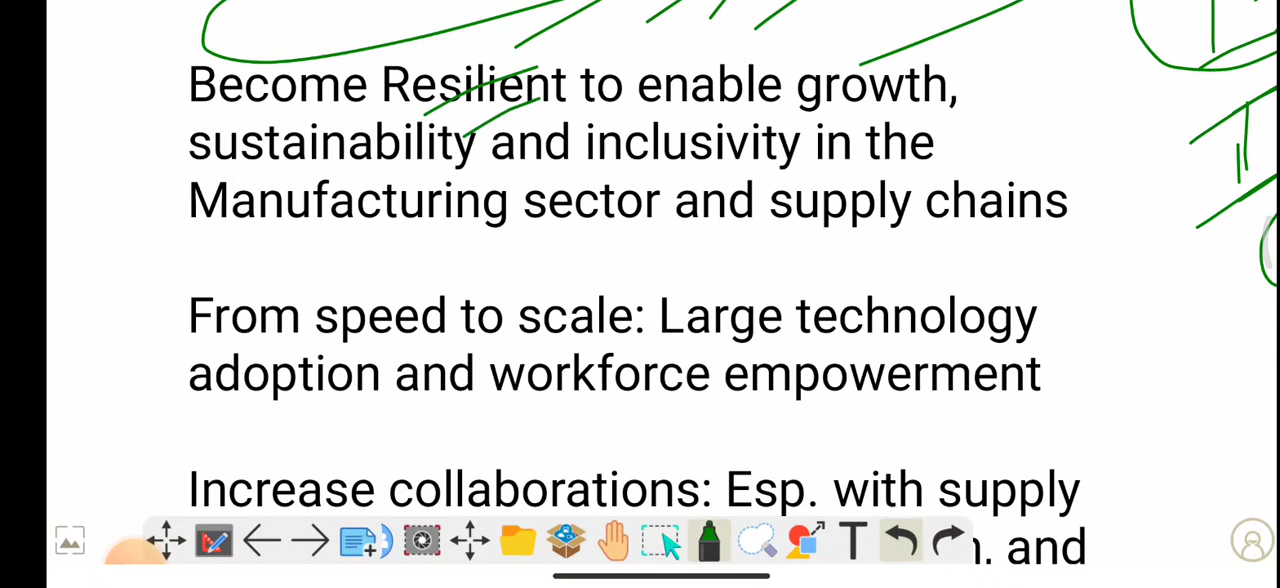 Become Resilient to enable growth,
sustainability and inclusivity in the
Manufacturing sector and supply chains
From speed to scale: Large technology
adoption and workforce empowerment
Increase collaborations: Esp. with supply
and
T